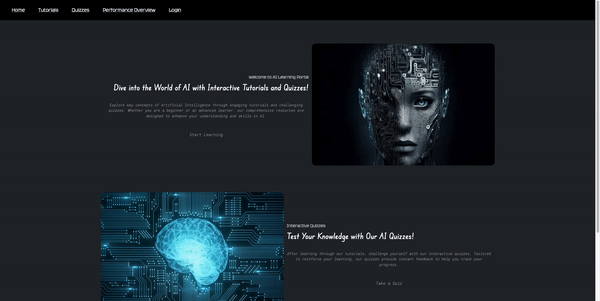 Home Tutorials Quizzes Performance Overview Login
Welcome to AI Learning Portal
Dive into the World of AI with Interactive Tutorials and Quizzes!
Explore key concepts of Artificial Intelligence through engaging tutorials and challenging
quizzes. Whether you are a beginner or an advanced learner, our comprehensive resources are
designed to enhance your understanding and skills in AI.
Start Learning
Interactive Quizzes
Test Your Knowledge with Our AI Quizzes!
After learning through our tutorials, challenge yourself with our interactive quizzes. Tailored
to reinforce your learning, our quizzes provide instant feedback to help you track your
progress.
Take a Quiz